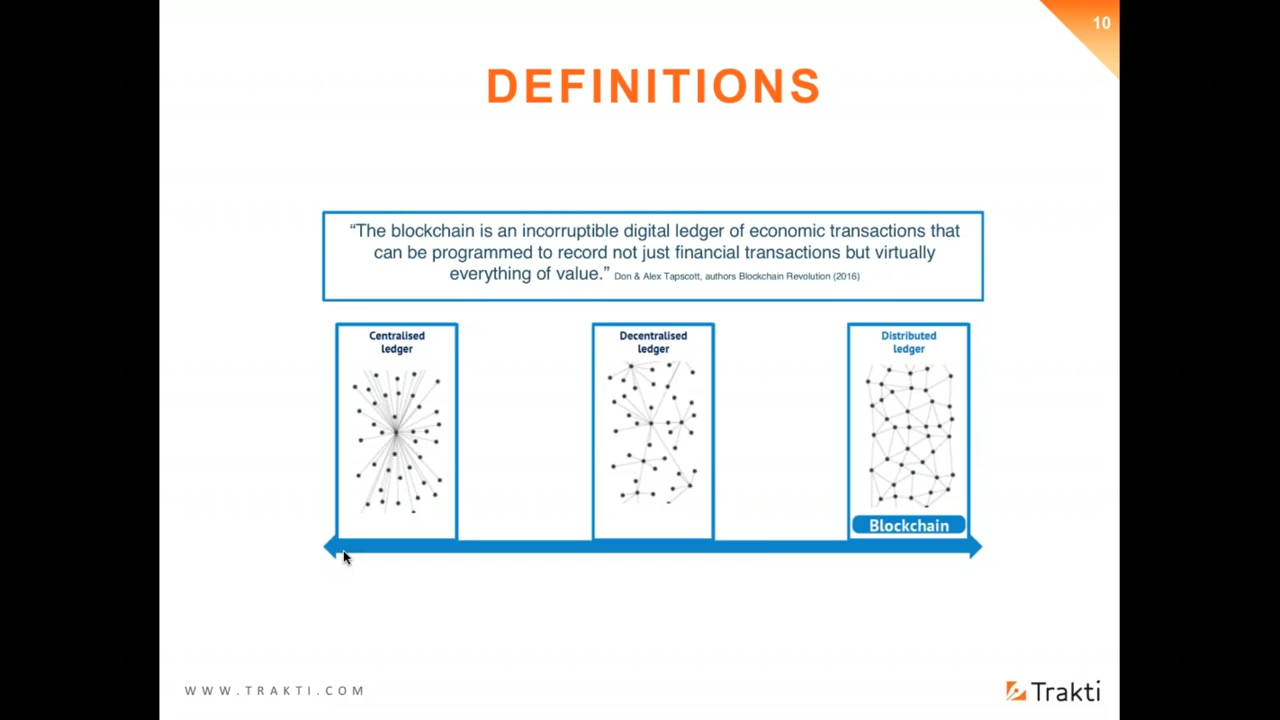 10
DEFINITIONS
“The blockchain is an incorruptible digital ledger of economic transactions that
can be programmed to record not just financial transactions but virtually
everything of value.” Don & Alex Tapscott, authors Blockchain Revolution (2016)
Centralised
ledger
Decentralised
ledger
Distributed
ledger
Blockchain
WWW.TRAKTI.COM
Trakti